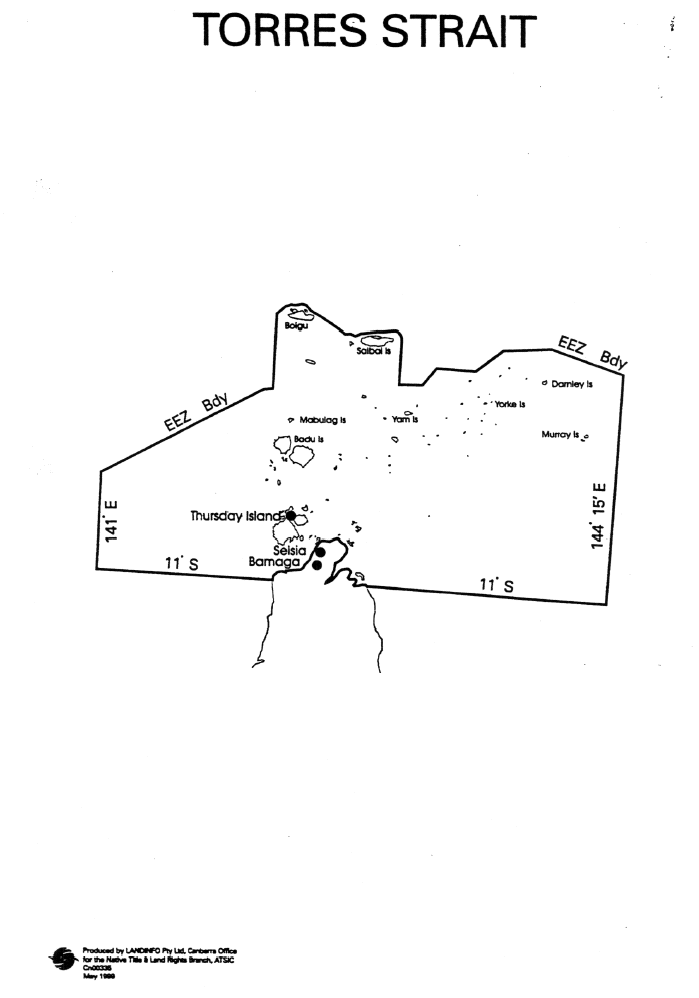 TORRES STRAIT
Boigu
Saibai Is
EEZ Bdy
EEZ Bdy
Darnley Is
Yorke Is
Mabuiag Is
Yam Is
Badu Is
Murray Is
141° E
144° 15' E
Thursday Island
Seisia
Bamaga
11° S
11° S
Produced by LANDINFO Pty Ltd, Canberra Office
for the Native Title & Land Rights Branch, ATSIC
Cn00335
May 1999